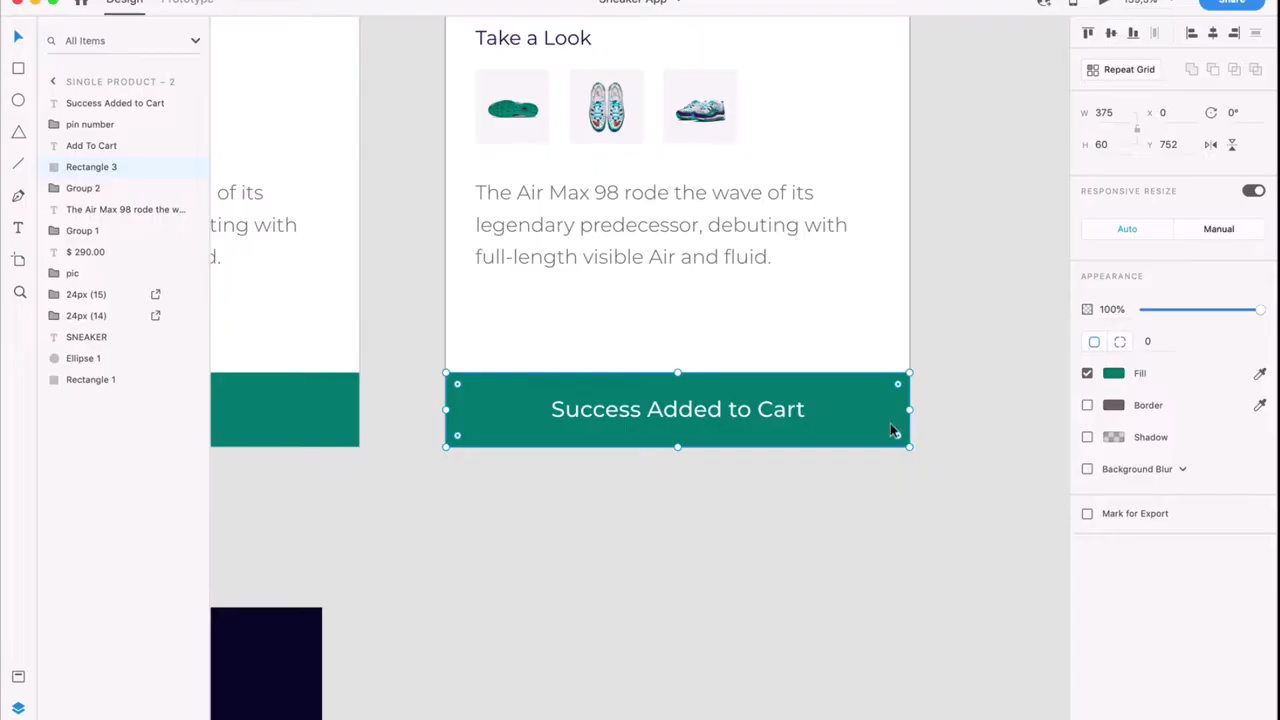 Design
Prototype
Sneaker App
Share
All Items
SINGLE PRODUCT – 2
Success Added to Cart
pin number
Add To Cart
Rectangle 3
Group 2
The Air Max 98 rode the w...
Group 1
$ 290.00
pic
24px (15)
24px (14)
SNEAKER
Ellipse 1
Rectangle 1
of its
ting with
d.
Take a Look
The Air Max 98 rode the wave of its
legendary predecessor, debuting with
full-length visible Air and fluid.
Success Added to Cart
Repeat Grid
W 375 X 0 0°
H 60 Y 752
RESPONSIVE RESIZE
Auto Manual
APPEARANCE
100%
0
Fill
Border
Shadow
Background Blur
Mark for Export